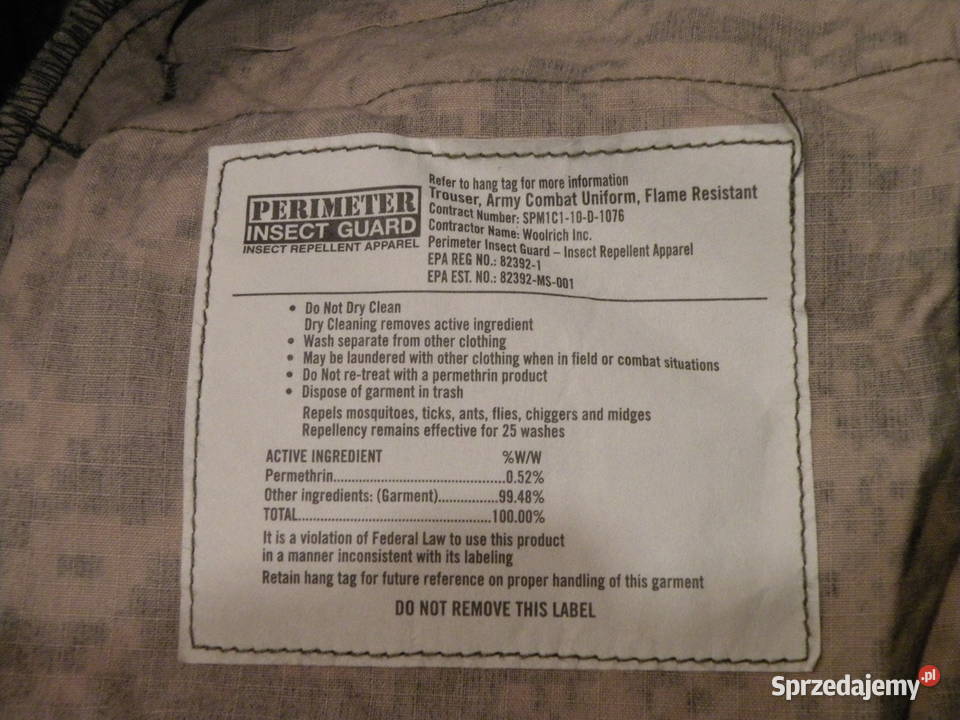 PERIMETER
INSECT GUARD
INSECT REPELLENT APPAREL
Refer to hang tag for more information
Trouser, Army Combat Uniform, Flame Resistant
Contract Number: SPM1C1-10-D-1076
Contractor Name: Woolrich Inc.
Perimeter Insect Guard – Insect Repellent Apparel
EPA REG NO.: 82392-1
EPA EST. NO.: 82392-MS-001
• Do Not Dry Clean
Dry Cleaning removes active ingredient
• Wash separate from other clothing
• May be laundered with other clothing when in field or combat situations
• Do Not re-treat with a permethrin product
• Dispose of garment in trash
Repels mosquitoes, ticks, ants, flies, chiggers and midges
Repellency remains effective for 25 washes
ACTIVE INGREDIENT %W/W
Permethrin..........................................0.52%
Other ingredients: (Garment)...............99.48%
TOTAL...............................................100.00%
It is a violation of Federal Law to use this product
in a manner inconsistent with its labeling
Retain hang tag for future reference on proper handling of this garment
DO NOT REMOVE THIS LABEL
Sprzedajemy.pl